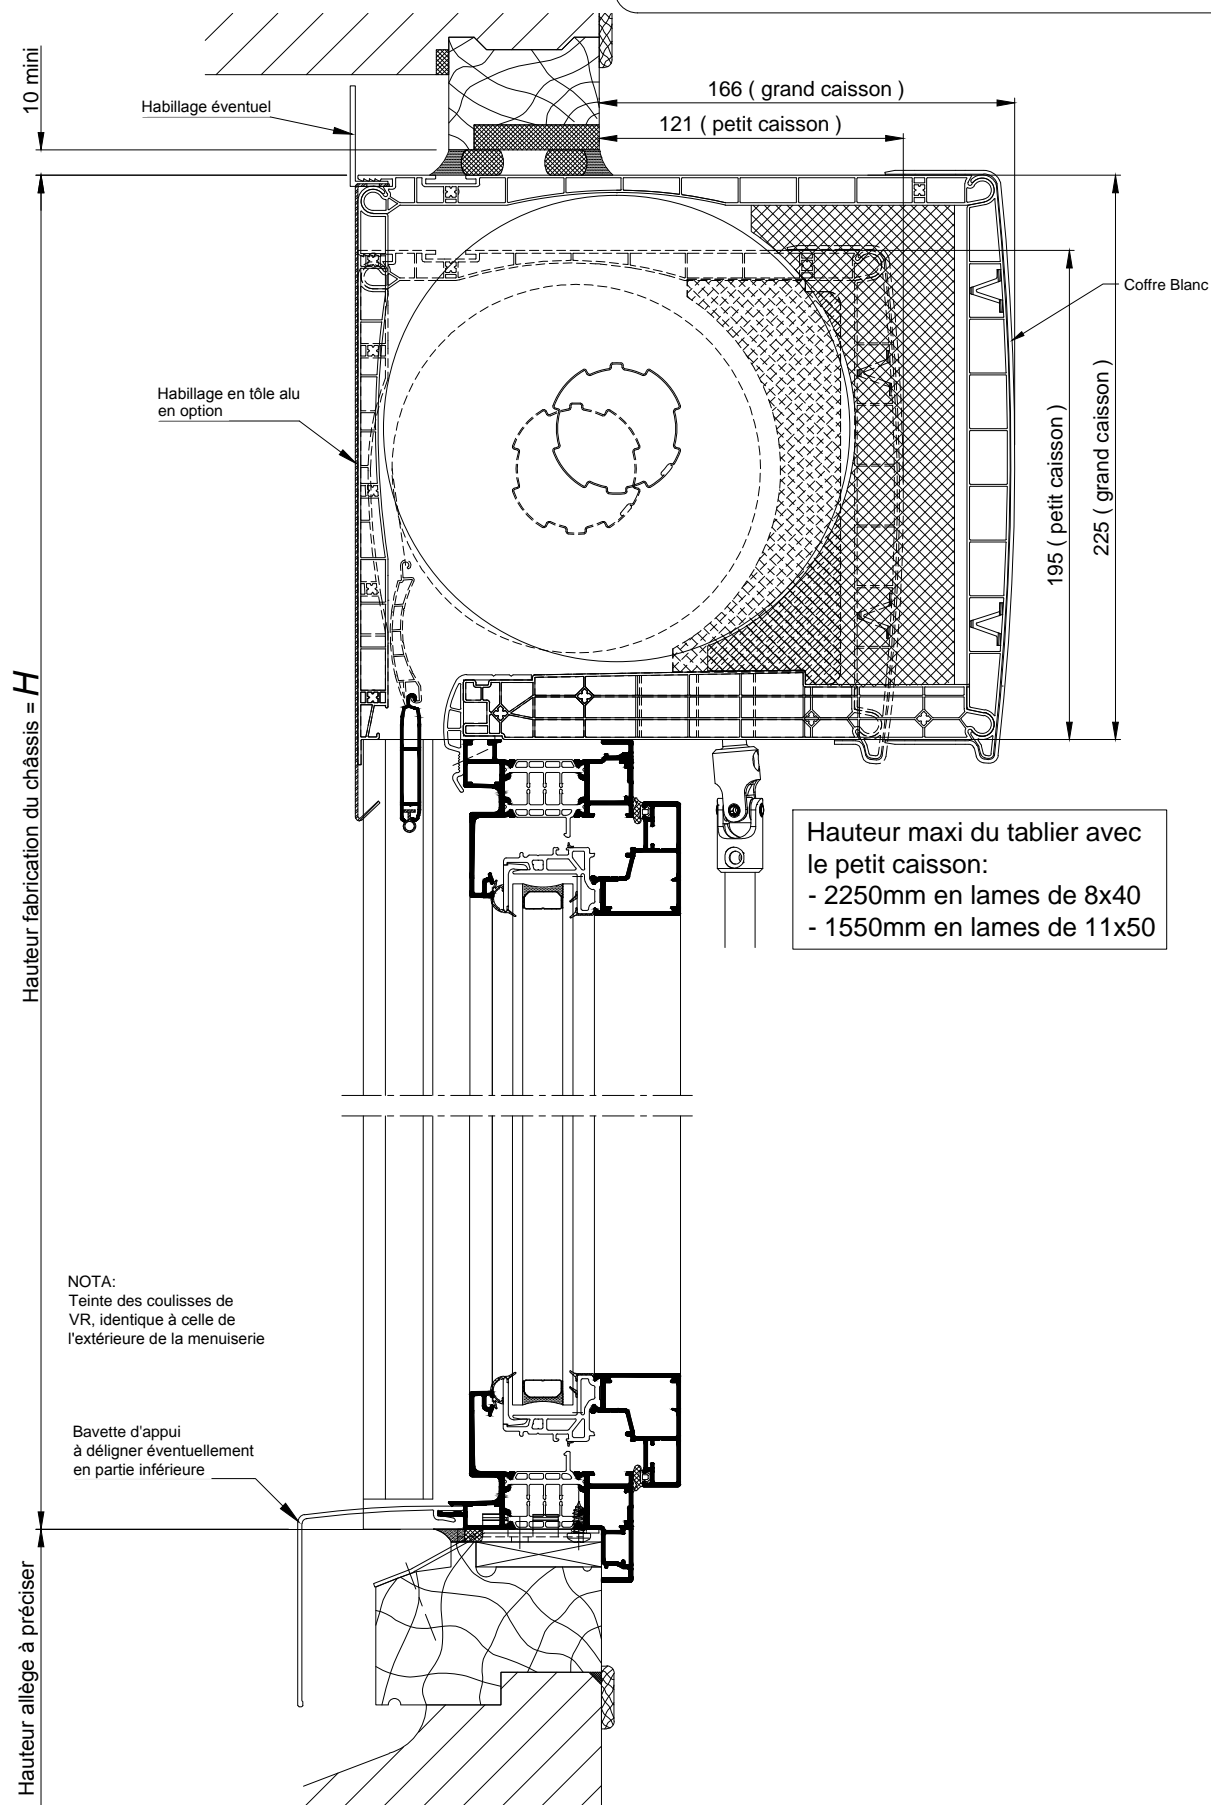 10 mini
Habillage éventuel
166 ( grand caisson )
121 ( petit caisson )
Coffre Blanc
Habillage en tôle alu
en option
195 ( petit caisson )
225 ( grand caisson )
Hauteur fabrication du châssis = H
Hauteur maxi du tablier avec
le petit caisson:
- 2250mm en lames de 8x40
- 1550mm en lames de 11x50
NOTA:
Teinte des coulisses de
VR, identique à celle de
l'extérieure de la menuiserie
Bavette d'appui
à déligner éventuellement
en partie inférieure
Hauteur allège à préciser